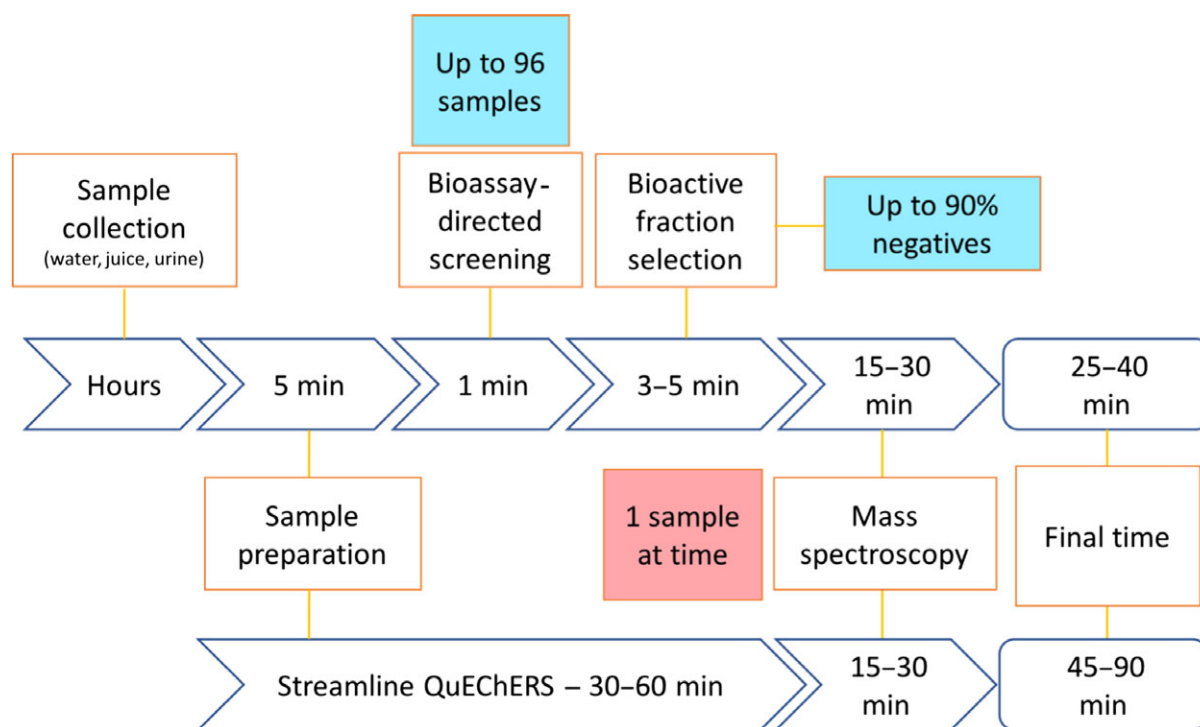 Up to 96
samples
Sample
collection
(water, juice, urine)
Bioassay-
directed
screening
Bioactive
fraction
selection
Up to 90%
negatives
Hours
5 min
1 min
3–5 min
15–30
min
25–40
min
Sample
preparation
1 sample
at time
Mass
spectroscopy
Final time
Streamline QuEChERS – 30–60 min
15–30
min
45–90
min